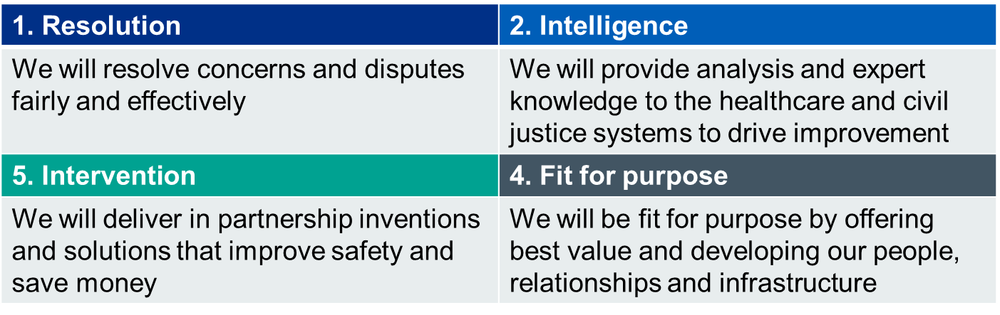 1. Resolution
We will resolve concerns and disputes
fairly and effectively
2. Intelligence
We will provide analysis and expert
knowledge to the healthcare and civil
justice systems to drive improvement
5. Intervention
We will deliver in partnership inventions
and solutions that improve safety and
save money
4. Fit for purpose
We will be fit for purpose by offering
best value and developing our people,
relationships and infrastructure